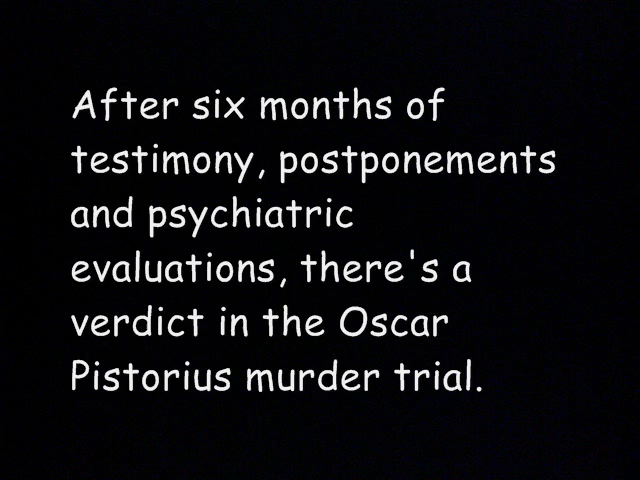 After six months of
testimony, postponements
and psychiatric
evaluations, there's a
verdict in the Oscar
Pistorius murder trial.